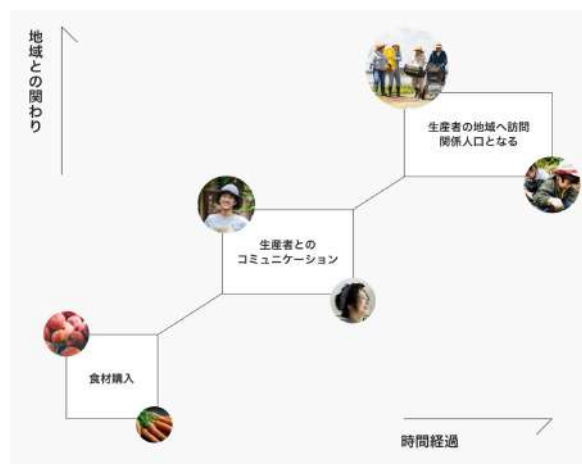 地域との関わり
生産者の地域へ訪問
関係人口となる
生産者との
コミュニケーション
食材購入
時間経過